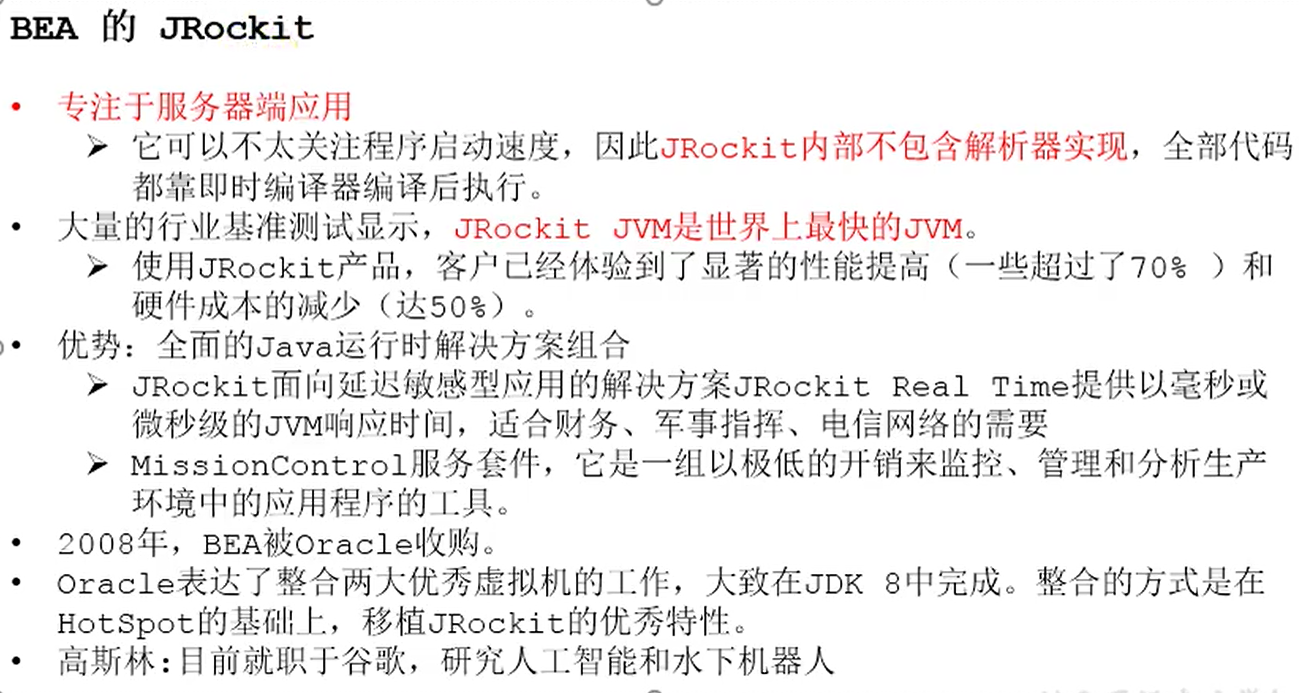 BEA 的 JRockit
• 专注于服务器端应用
➢ 它可以不太关注程序启动速度，因此JRockit内部不包含解析器实现，全部代码
都靠即时编译器编译后执行。
• 大量的行业基准测试显示，JRockit JVM是世界上最快的JVM。
➢ 使用JRockit产品，客户已经体验到了显著的性能提高（一些超过了70% ）和
硬件成本的减少（达50%）。
• 优势：全面的Java运行时解决方案组合
➢ JRockit面向延迟敏感型应用的解决方案JRockit Real Time提供以毫秒或
微秒级的JVM响应时间，适合财务、军事指挥、电信网络的需要
➢ MissionControl服务套件，它是一组以极低的开销来监控、管理和分析生产
环境中的应用程序的工具。
• 2008年，BEA被Oracle收购。
• Oracle表达了整合两大优秀虚拟机的工作，大致在JDK 8中完成。整合的方式是在
HotSpot的基础上，移植JRockit的优秀特性。
• 高斯林:目前就职于谷歌，研究人工智能和水下机器人